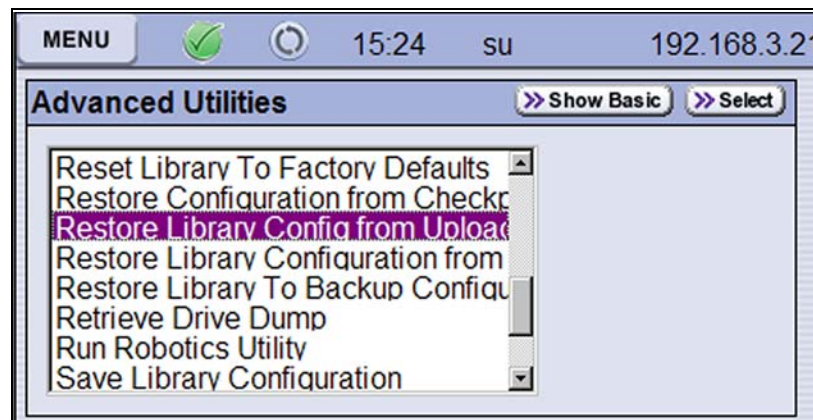 MENU 15:24 su 192.168.3.21
Advanced Utilities >> Show Basic >> Select
Reset Library To Factory Defaults
Restore Configuration from Checkp
Restore Library Config from Upload
Restore Library Configuration from
Restore Library To Backup Configu
Retrieve Drive Dump
Run Robotics Utility
Save Library Configuration